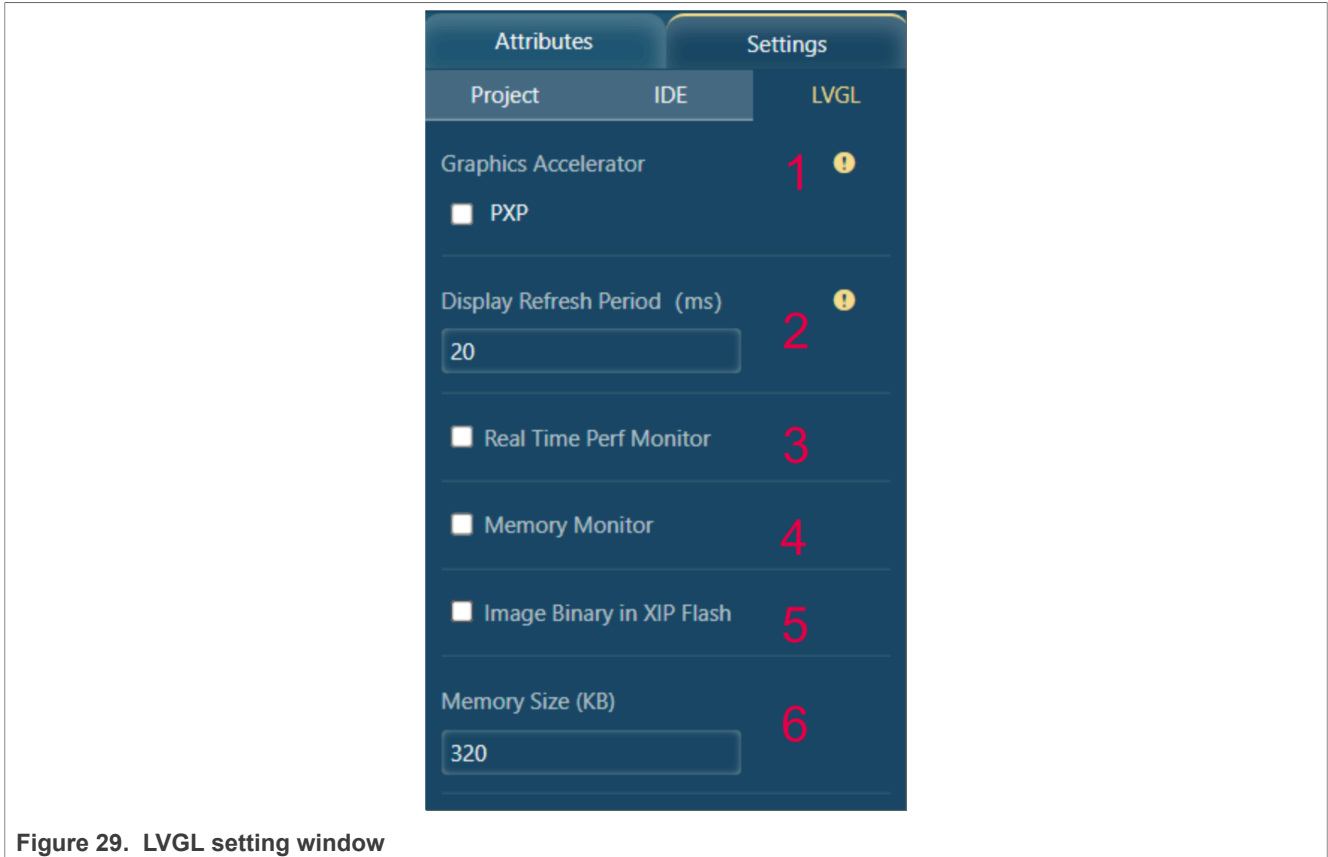 Attributes Settings
Project IDE LVGL
Graphics Accelerator 1 !
PXP
Display Refresh Period (ms) !
2
20
Real Time Perf Monitor 3
Memory Monitor 4
Image Binary in XIP Flash 5
Memory Size (KB)
6
320
Figure 29. LVGL setting window